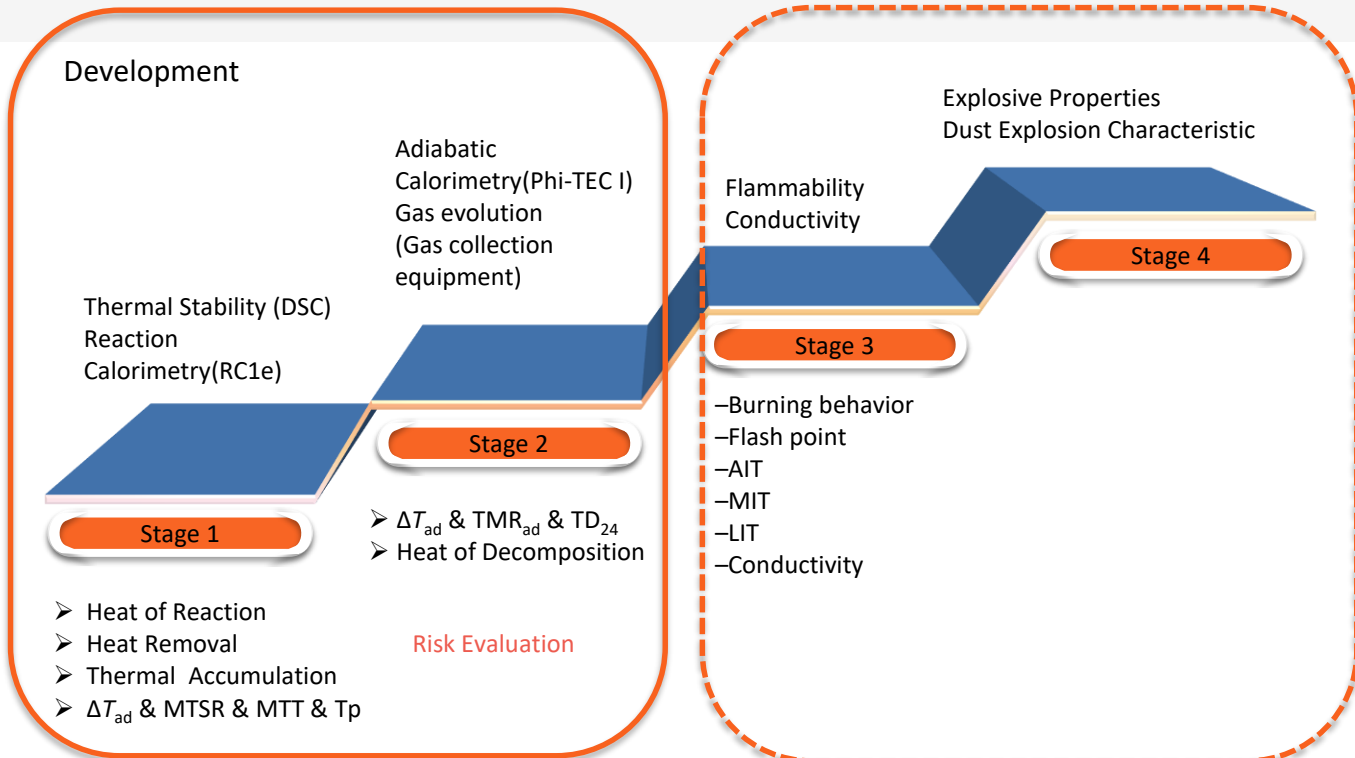 Development
Thermal Stability (DSC)
Reaction
Calorimetry(RC1e)
Stage 1
➢ Heat of Reaction
➢ Heat Removal
➢ Thermal Accumulation
➢ ΔTad & MTSR & MTT & Tp
Adiabatic
Calorimetry(Phi-TEC I)
Gas evolution
(Gas collection
equipment)
Stage 2
➢ ΔTad & TMRad & TD24
➢ Heat of Decomposition
Risk Evaluation
Flammability
Conductivity
Stage 3
–Burning behavior
–Flash point
–AIT
–MIT
–LIT
–Conductivity
Explosive Properties
Dust Explosion Characteristic
Stage 4